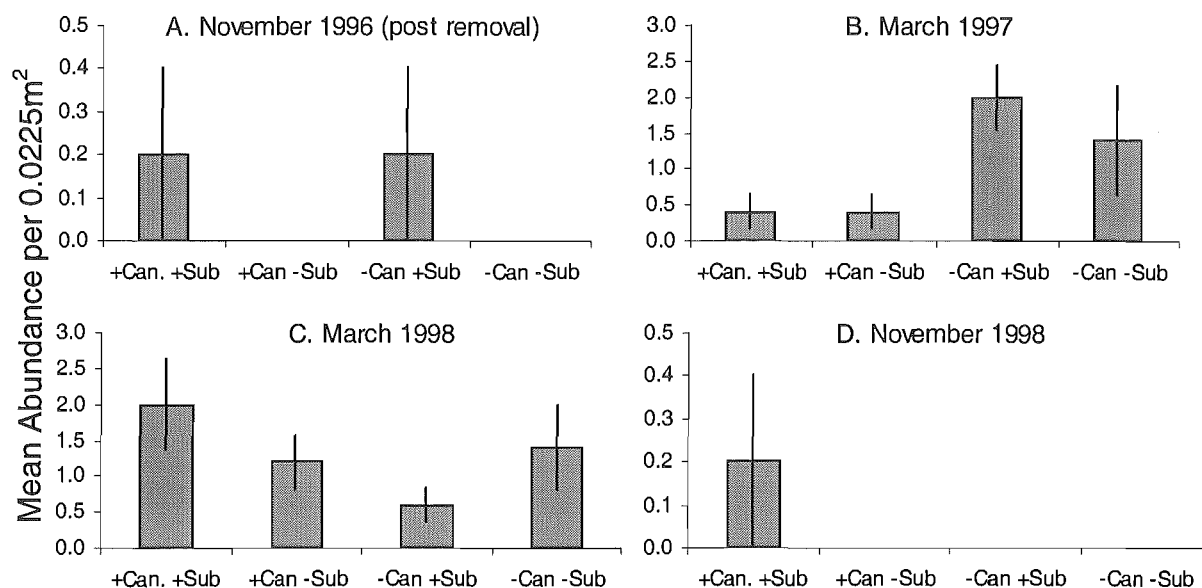 Mean Abundance per 0.0225m²
A. November 1996 (post removal)
0.5
0.4
0.3
0.2
0.1
0.0
+Can. +Sub +Can -Sub -Can +Sub -Can -Sub
B. March 1997
3.0
2.5
2.0
1.5
1.0
0.5
0.0
+Can. +Sub +Can -Sub -Can +Sub -Can -Sub
C. March 1998
3.0
2.5
2.0
1.5
1.0
0.5
0.0
+Can. +Sub +Can -Sub -Can +Sub -Can -Sub
D. November 1998
0.5
0.4
0.3
0.2
0.1
0.0
+Can. +Sub +Can -Sub -Can +Sub -Can -Sub